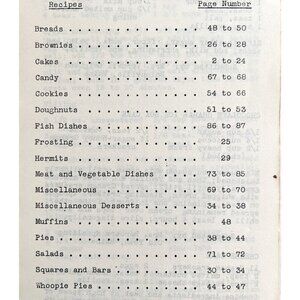 Recipes Page Number
Breads . . . . . . . . . . . . . . . . . 48 to 50
Brownies . . . . . . . . . . . . . . . . 26 to 28
Cakes . . . . . . . . . . . . . . . . . 2 to 24
Candy . . . . . . . . . . . . . . . . . 67 to 68
Cookies . . . . . . . . . . . . . . . . 54 to 66
Doughnuts . . . . . . . . . . . . . . . 51 to 53
Fish Dishes . . . . . . . . . . . . . . 86 to 87
Frosting . . . . . . . . . . . . . . . . 25
Hermits . . . . . . . . . . . . . . . . 29
Meat and Vegetable Dishes . . . . . . . 73 to 85
Miscellaneous . . . . . . . . . . . . . 69 to 70
Miscellaneous Desserts . . . . . . . . . 34 to 38
Muffins . . . . . . . . . . . . . . . . 48
Pies . . . . . . . . . . . . . . . . . . 38 to 44
Salads . . . . . . . . . . . . . . . . . 71 to 72
Squares and Bars . . . . . . . . . . . . 30 to 34
Whoopie Pies . . . . . . . . . . . . . . 44 to 47